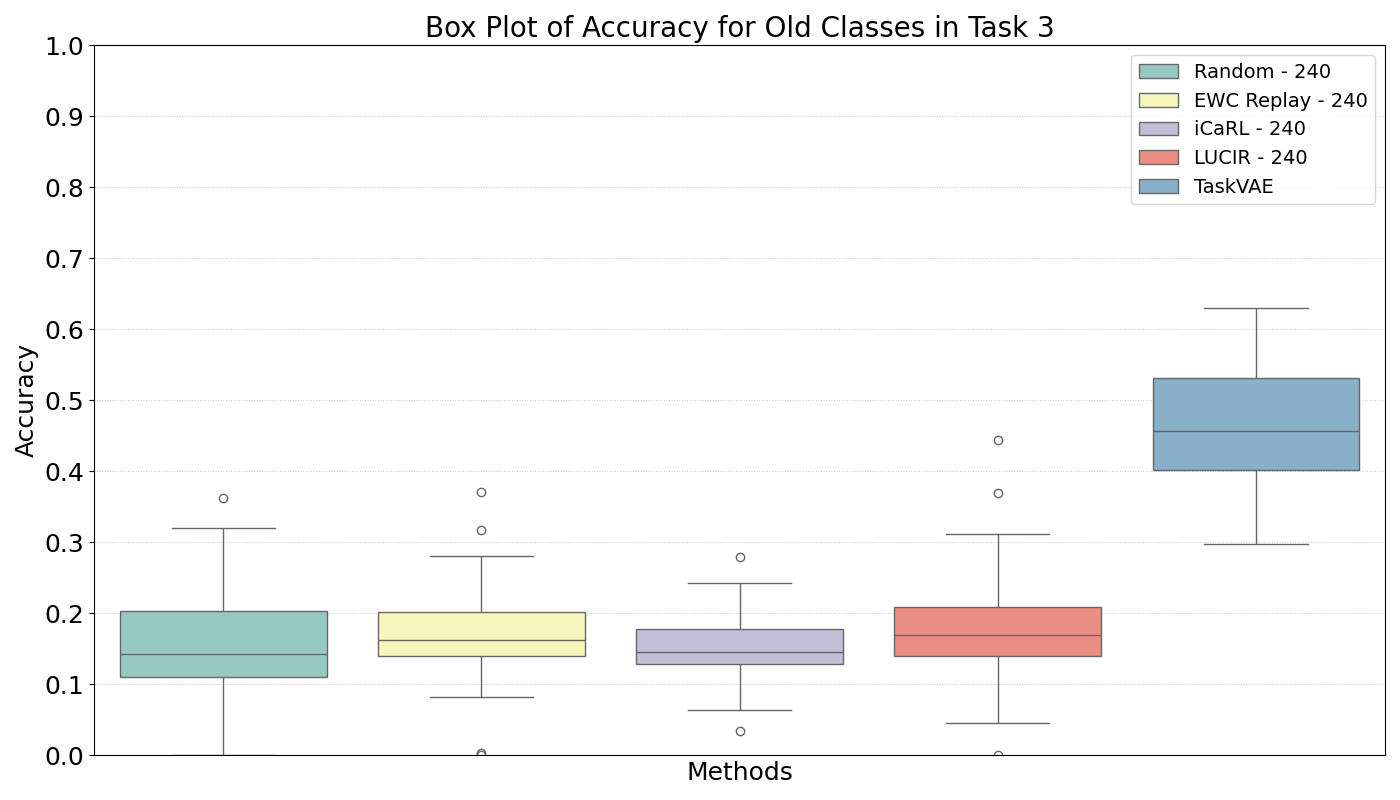 Box Plot of Accuracy for Old Classes in Task 3
1.0
0.9
0.8
0.7
0.6
0.5
0.4
0.3
0.2
0.1
0.0
Accuracy
Methods
Random - 240
EWC Replay - 240
iCaRL - 240
LUCIR - 240
TaskVAE